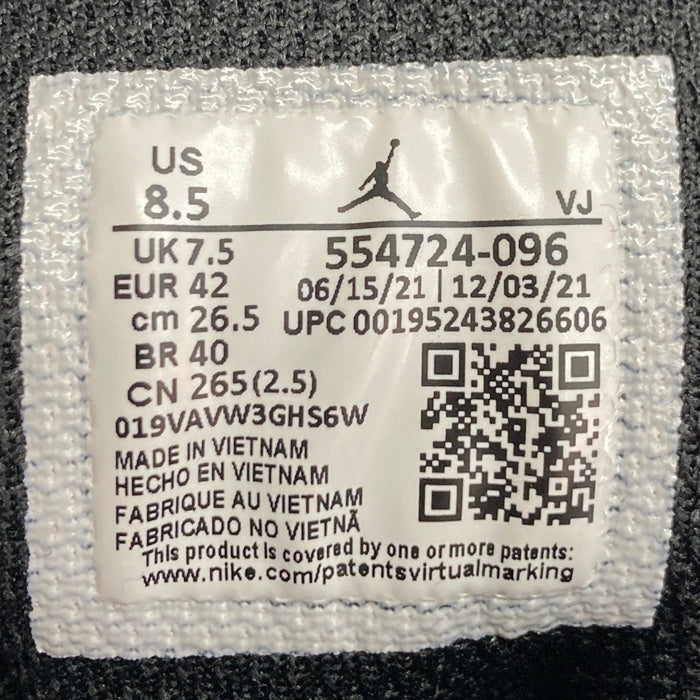 US
8.5
VJ
UK 7.5
554724-096
EUR 42
06/15/21 | 12/03/21
cm 26.5
UPC 00195243826606
BR 40
CN 265(2.5)
019VAVW3GHS6W
MADE IN VIETNAM
HECHO EN VIETNAM
FABRIQUE AU VIETNAM
FABRICADO NO VIETNÃ
This product is covered by one or more patents:
www.nike.com/patentsvirtualmarking